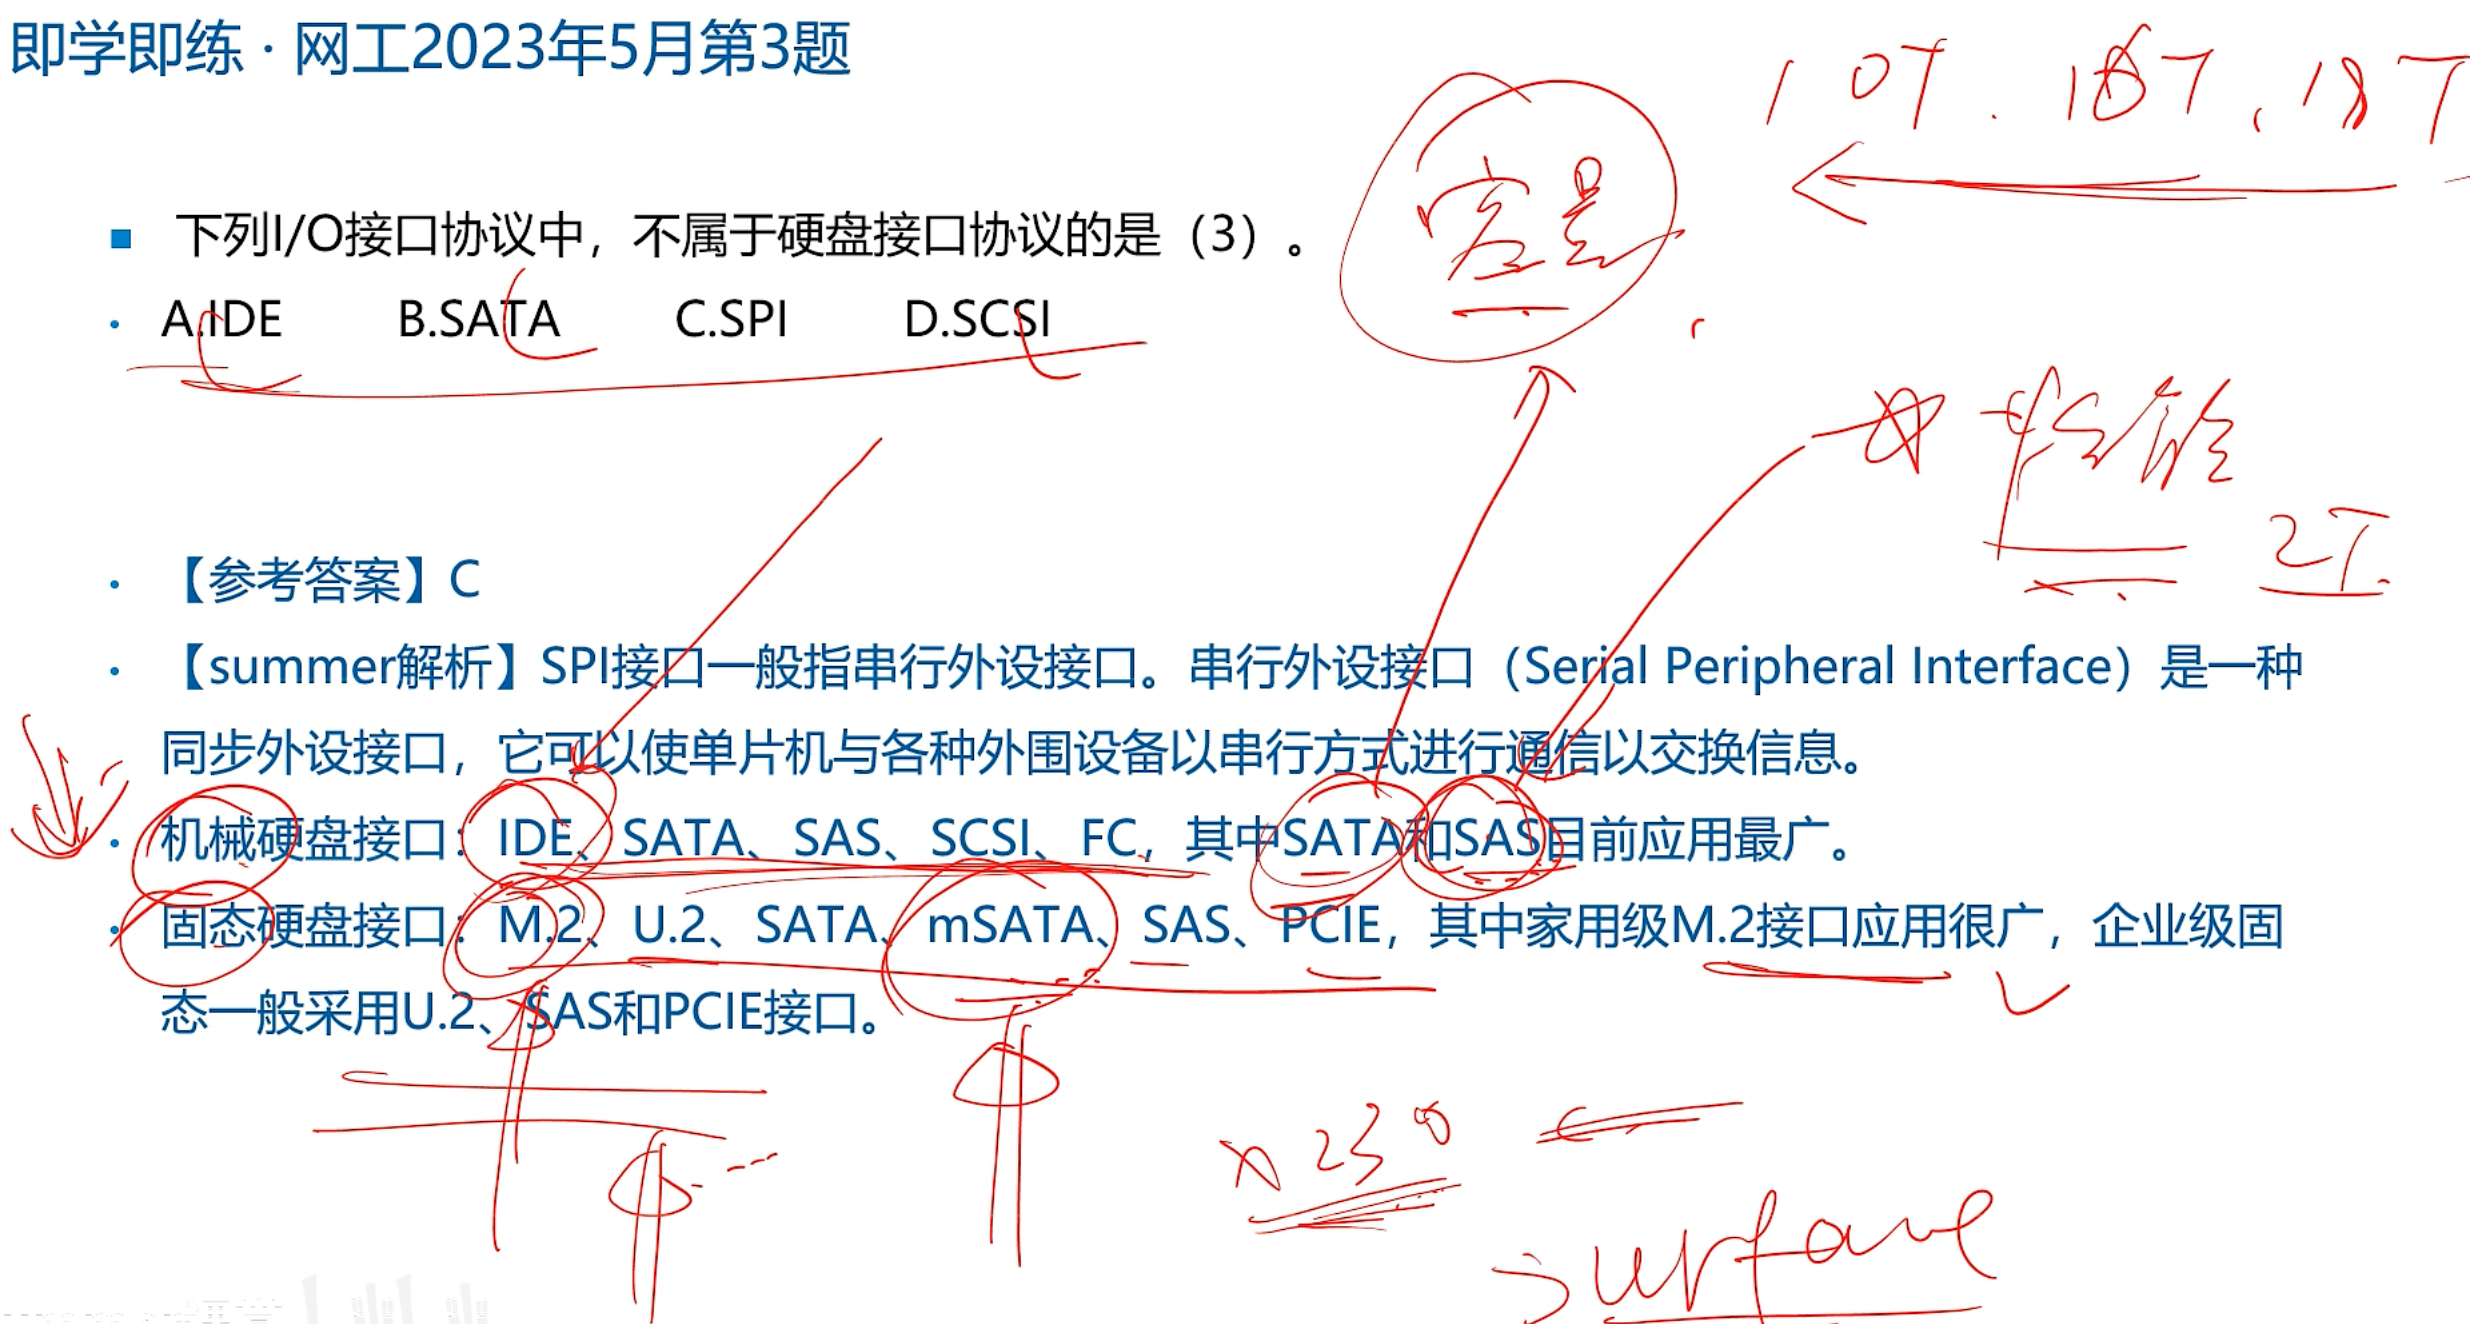 即学即练 · 网工2023年5月第3题
10T. 16T, 18T
容量
■ 下列I/O接口协议中，不属于硬盘接口协议的是（3）。
• A.IDE B.SATA C.SPI D.SCSI
性能
2T.
• 【参考答案】C
• 【summer解析】SPI接口一般指串行外设接口。串行外设接口（Serial Peripheral Interface）是一种
同步外设接口，它可以使单片机与各种外围设备以串行方式进行通信以交换信息。
• 机械硬盘接口：IDE、SATA、SAS、SCSI、FC，其中SATA和SAS目前应用最广。
• 固态硬盘接口：M.2、U.2、SATA、mSATA、SAS、PCIE，其中家用级M.2接口应用很广，企业级固
态一般采用U.2、SAS和PCIE接口。
surface